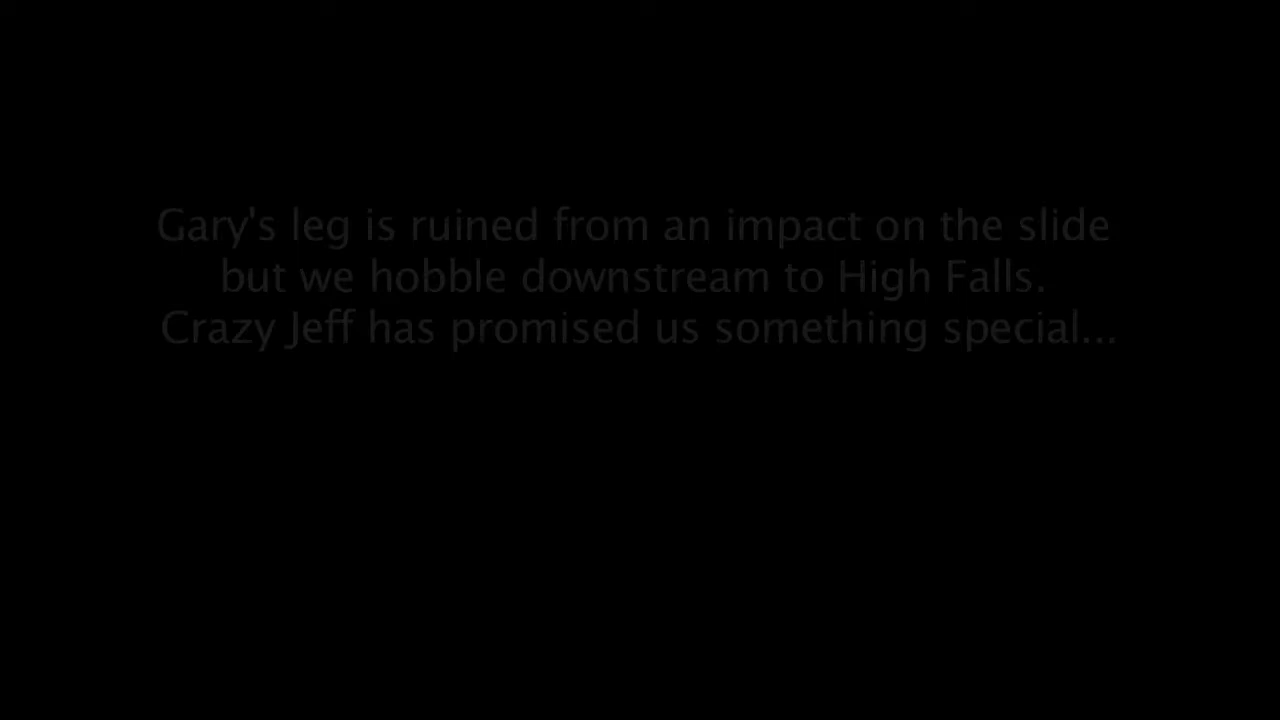 Gary's leg is ruined from an impact on the slide
but we hobble downstream to High Falls.
Crazy Jeff has promised us something special...